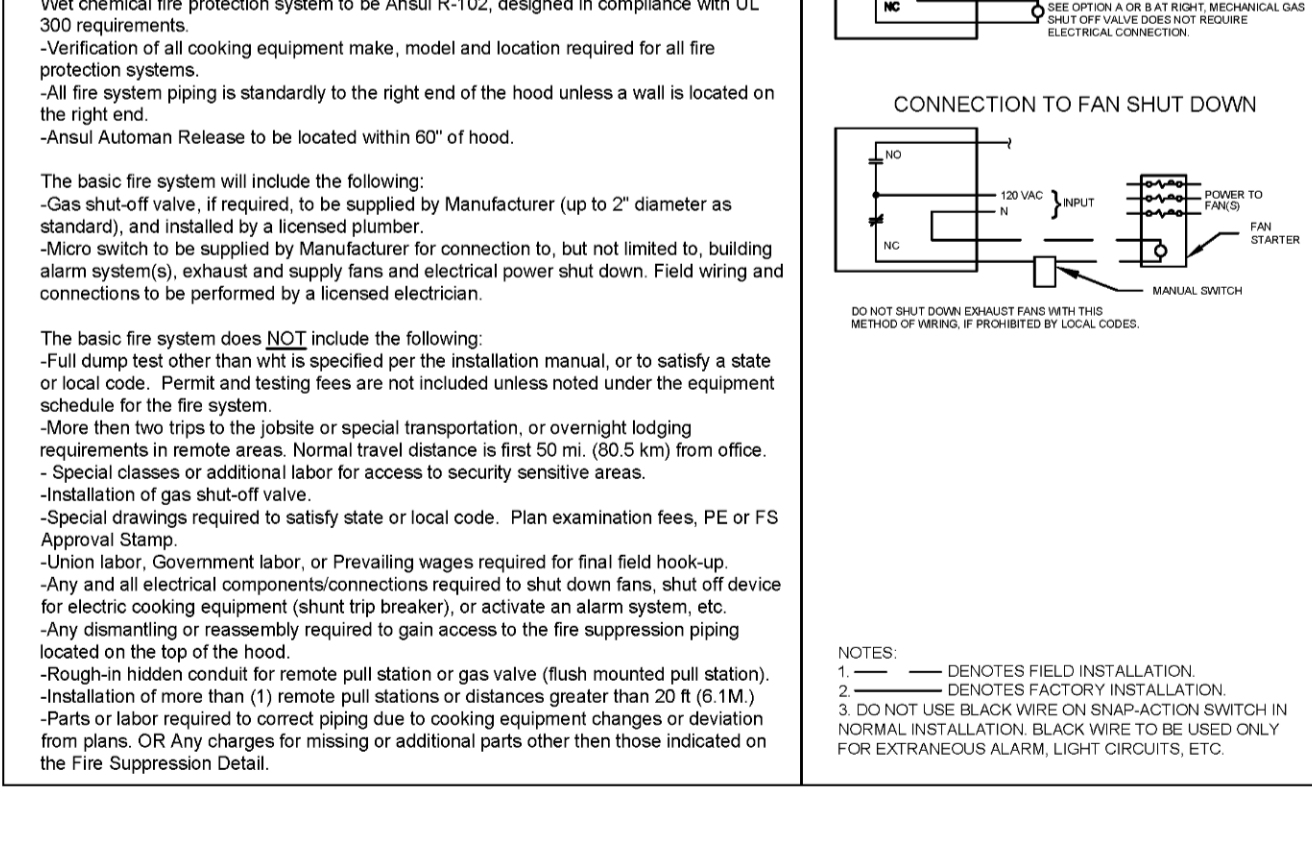 Wet chemical fire protection system to be Ansul R-102, designed in compliance with UL
300 requirements.
-Verification of all cooking equipment make, model and location required for all fire
protection systems.
-All fire system piping is standardly to the right end of the hood unless a wall is located on
the right end.
-Ansul Automan Release to be located within 60" of hood.
The basic fire system will include the following:
-Gas shut-off valve, if required, to be supplied by Manufacturer (up to 2" diameter as
standard), and installed by a licensed plumber.
-Micro switch to be supplied by Manufacturer for connection to, but not limited to, building
alarm system(s), exhaust and supply fans and electrical power shut down. Field wiring and
connections to be performed by a licensed electrician.
The basic fire system does NOT include the following:
-Full dump test other than wht is specified per the installation manual, or to satisfy a state
or local code.  Permit and testing fees are not included unless noted under the equipment
schedule for the fire system.
-More then two trips to the jobsite or special transportation, or overnight lodging
requirements in remote areas. Normal travel distance is first 50 mi. (80.5 km) from office.
- Special classes or additional labor for access to security sensitive areas.
-Installation of gas shut-off valve.
-Special drawings required to satisfy state or local code.  Plan examination fees, PE or FS
Approval Stamp.
-Union labor, Government labor, or Prevailing wages required for final field hook-up.
-Any and all electrical components/connections required to shut down fans, shut off device
for electric cooking equipment (shunt trip breaker), or activate an alarm system, etc.
-Any dismantling or reassembly required to gain access to the fire suppression piping
located on the top of the hood.
-Rough-in hidden conduit for remote pull station or gas valve (flush mounted pull station).
-Installation of more than (1) remote pull stations or distances greater than 20 ft (6.1M.)
-Parts or labor required to correct piping due to cooking equipment changes or deviation
from plans. OR Any charges for missing or additional parts other then those indicated on
the Fire Suppression Detail.
NC
SEE OPTION A OR B AT RIGHT, MECHANICAL GAS
SHUT OFF VALVE DOES NOT REQUIRE
ELECTRICAL CONNECTION.
CONNECTION TO FAN SHUT DOWN
NO
120 VAC
N
INPUT
NC
POWER TO
FAN(S)
FAN
STARTER
MANUAL SWITCH
DO NOT SHUT DOWN EXHAUST FANS WITH THIS
METHOD OF WIRING, IF PROHIBITED BY LOCAL CODES.
NOTES:
1. DENOTES FIELD INSTALLATION.
2. DENOTES FACTORY INSTALLATION.
3. DO NOT USE BLACK WIRE ON SNAP-ACTION SWITCH IN
NORMAL INSTALLATION. BLACK WIRE TO BE USED ONLY
FOR EXTRANEOUS ALARM, LIGHT CIRCUITS, ETC.